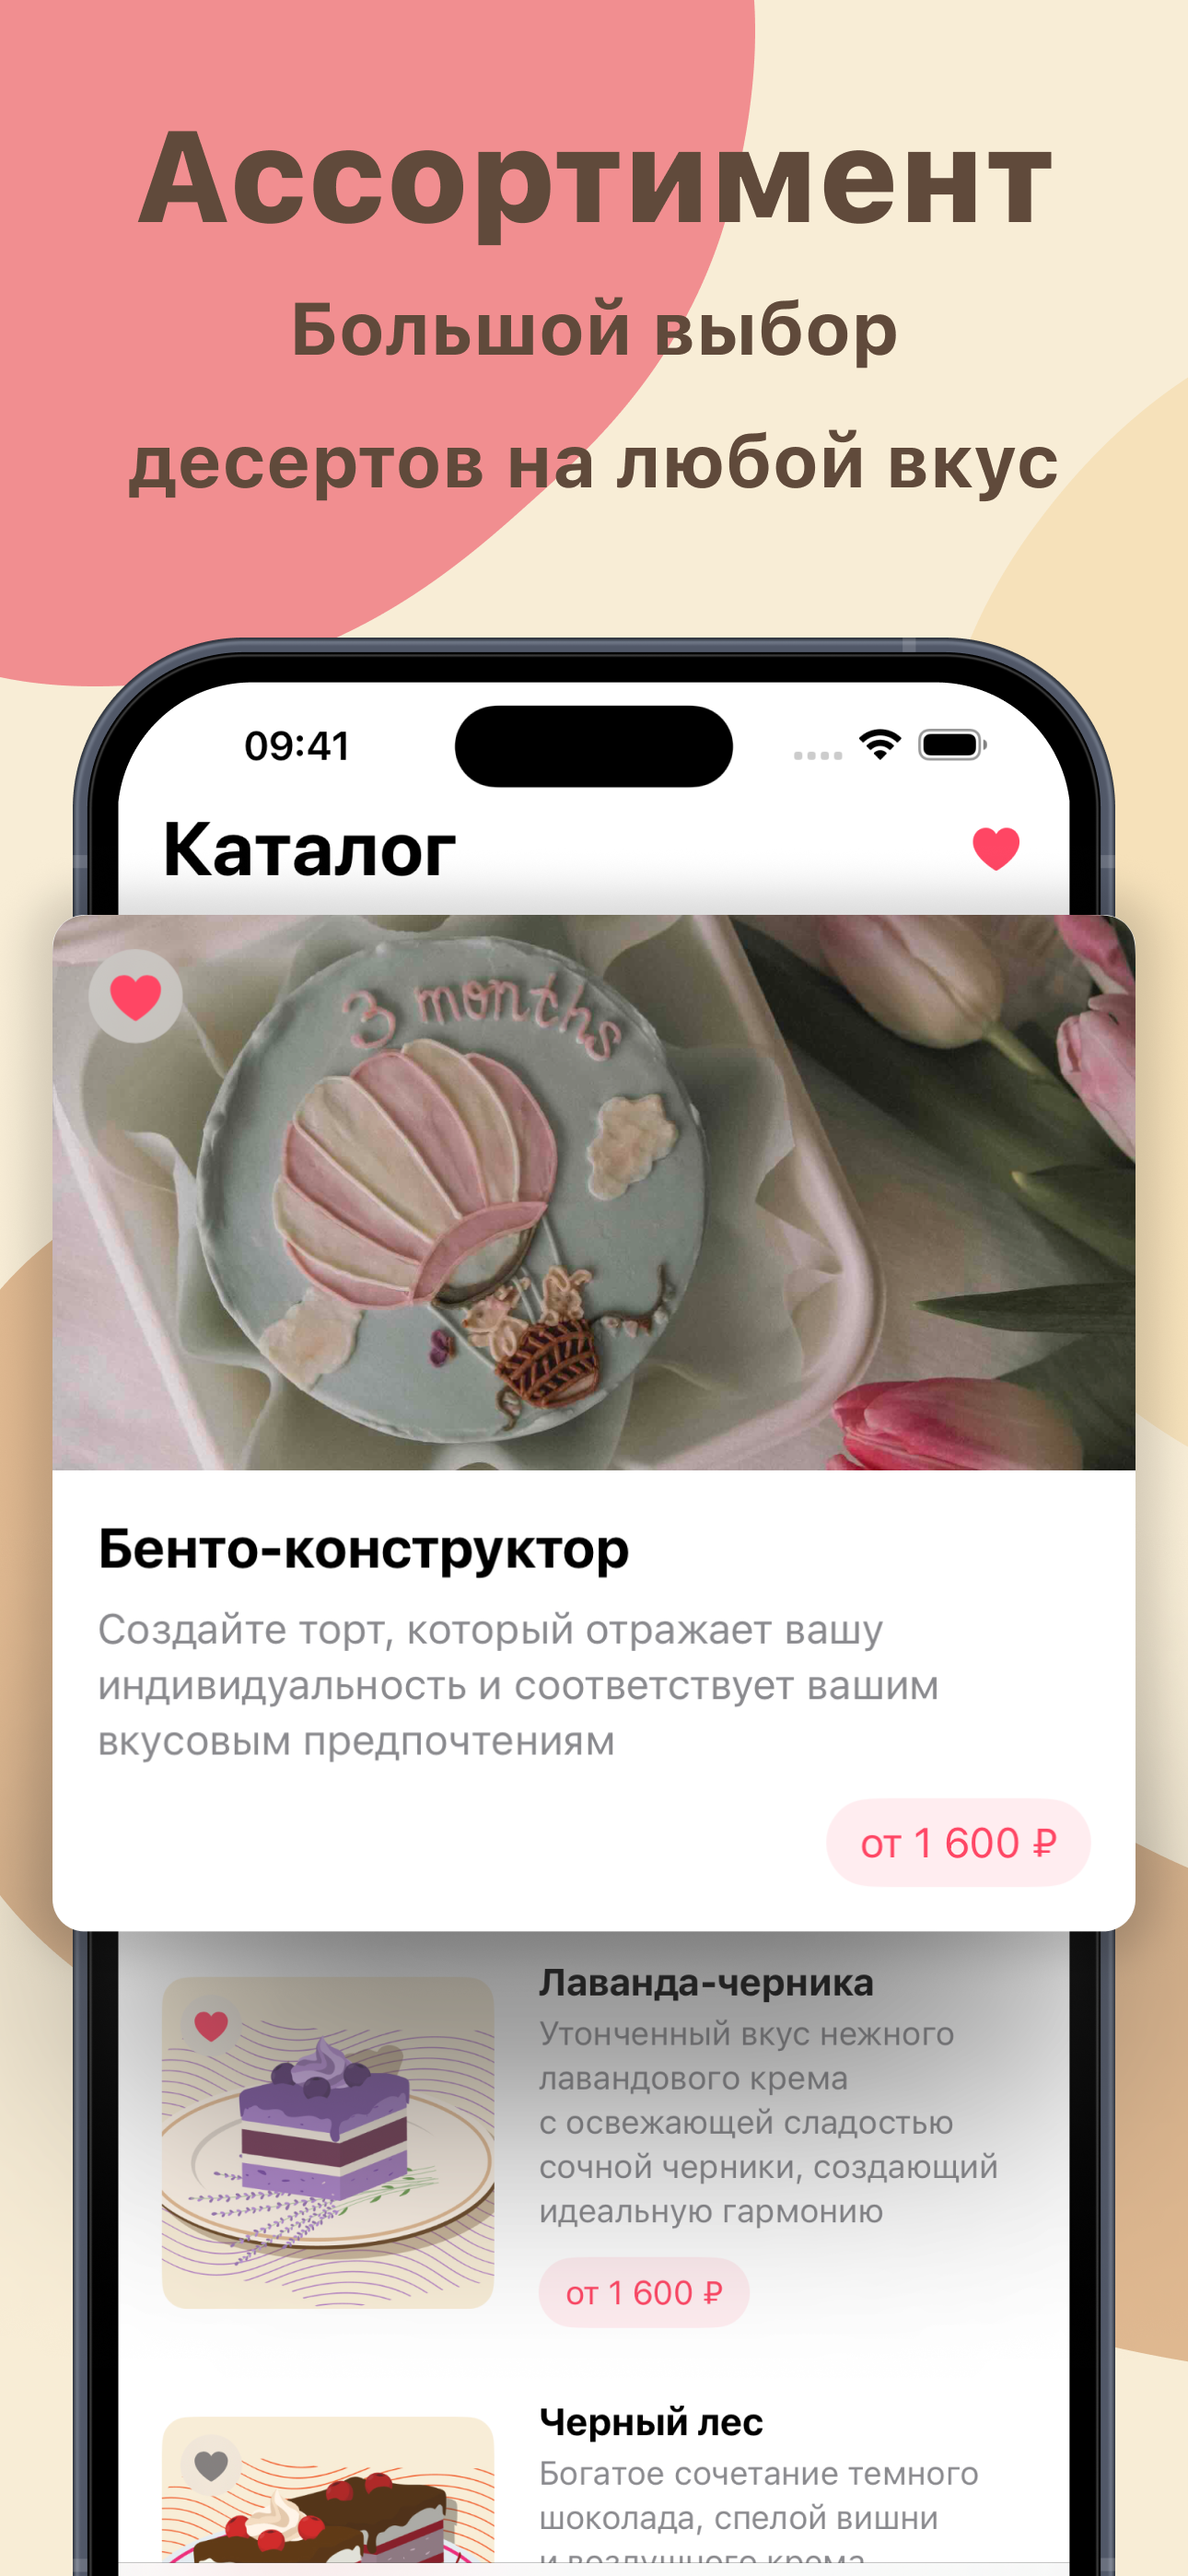 Ассортимент
Большой выбор
десертов на любой вкус
09:41
Каталог
3 months
Бенто-конструктор
Создайте торт, который отражает вашу
индивидуальность и соответствует вашим
вкусовым предпочтениям
от 1 600 ₽
Лаванда-черника
Утонченный вкус нежного
лавандового крема
с освежающей сладостью
сочной черники, создающий
идеальную гармонию
от 1 600 ₽
Черный лес
Богатое сочетание темного
шоколада, спелой вишни
и воздушного крема